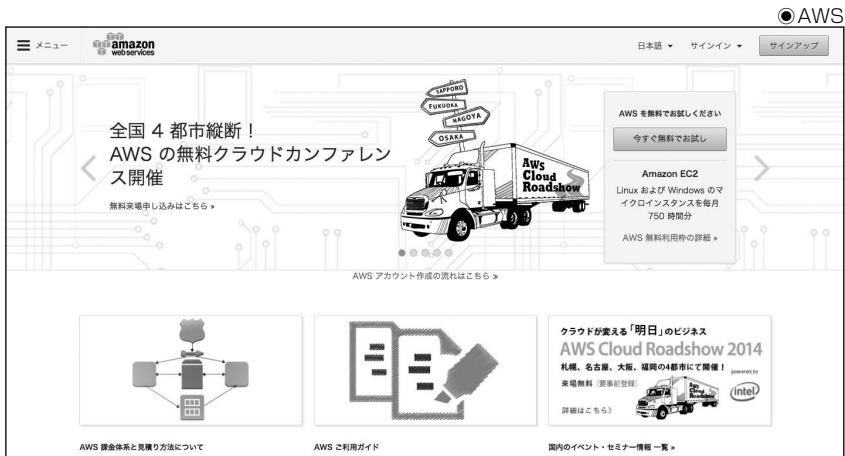 ◉AWS
メニュー
amazon
webservices
日本語 ▼
サインイン ▼
サインアップ
全国 4 都市縦断！
AWS の無料クラウドカンファレン
ス開催
無料来場申し込みはこちら »
SAPPORO
FUKUOKA
NAGOYA
OSAKA
AWS
Cloud
Roadshow
AWS を無料でお試しください
今すぐ無料でお試し
Amazon EC2
Linux および Windows のマ
イクロインスタンスを毎月
750 時間分
AWS 無料利用枠の詳細 »
AWS アカウント作成の流れはこちら »
クラウドが変える「明日」のビジネス
AWS Cloud Roadshow 2014
札幌、名古屋、大阪、福岡の4都市にて開催！
来場無料（要事前登録）
powered by
intel
詳細はこちら》
Aws
Cloud
Roadshow
AWS 課金体系と見積り方法について
AWS ご利用ガイド
国内のイベント・セミナー情報 一覧 »